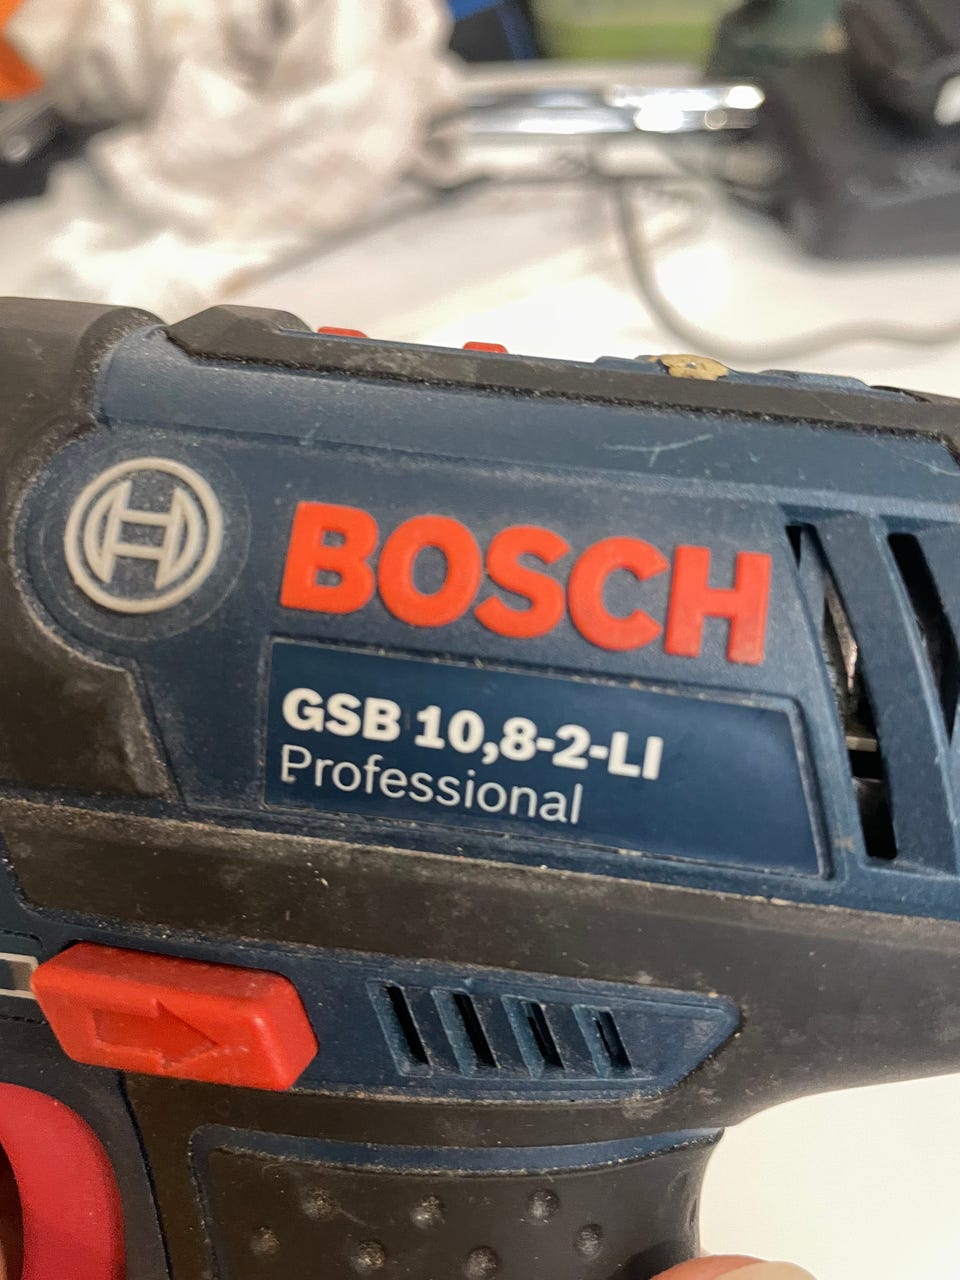 BOSCH
GSB 10,8-2-LI
Professional